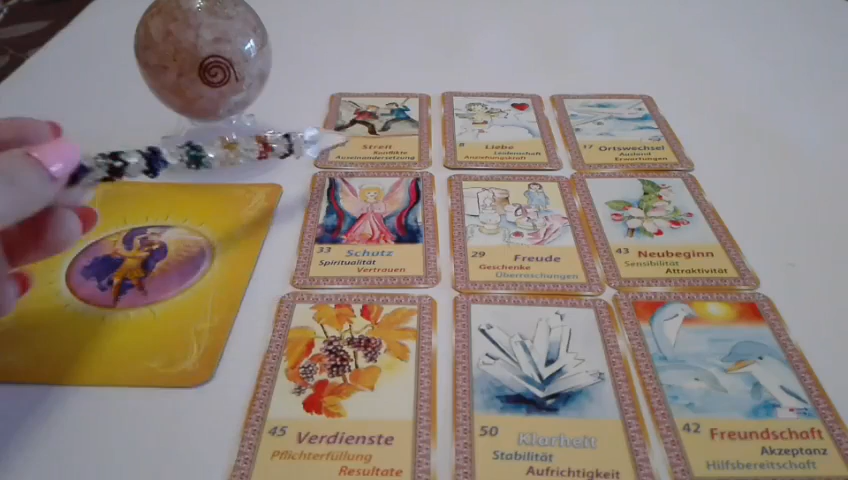 Streit
Konflikte
Auseinandersetzung
8 Liebe
Leidenschaft
Anziehungskraft
17 Ortswechsel
Ausland
Erwartungen
33 Schutz
Spiritualität
Vertrauen
29 Freude
Geschenke
Überraschungen
43 Neubeginn
Sensibilität
Attraktivität
45 Verdienste
Pflichterfüllung
Resultate
50 Klarheit
Stabilität
Aufrichtigkeit
42 Freundschaft
Akzeptanz
Hilfsbereitschaft